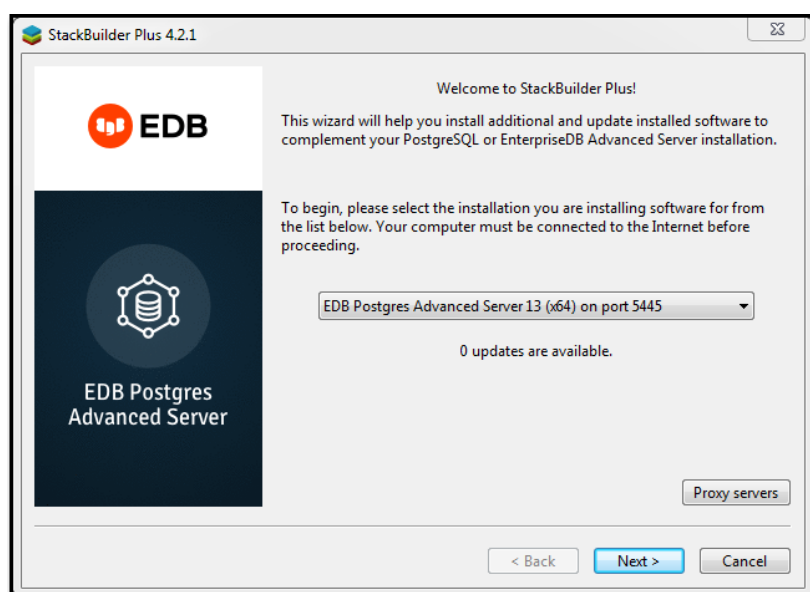 StackBuilder Plus 4.2.1
EDB
Welcome to StackBuilder Plus!
This wizard will help you install additional and update installed software to
complement your PostgreSQL or EnterpriseDB Advanced Server installation.
To begin, please select the installation you are installing software for from
the list below. Your computer must be connected to the Internet before
proceeding.
EDB Postgres Advanced Server 13 (x64) on port 5445
0 updates are available.
EDB Postgres
Advanced Server
Proxy servers
< Back Next > Cancel